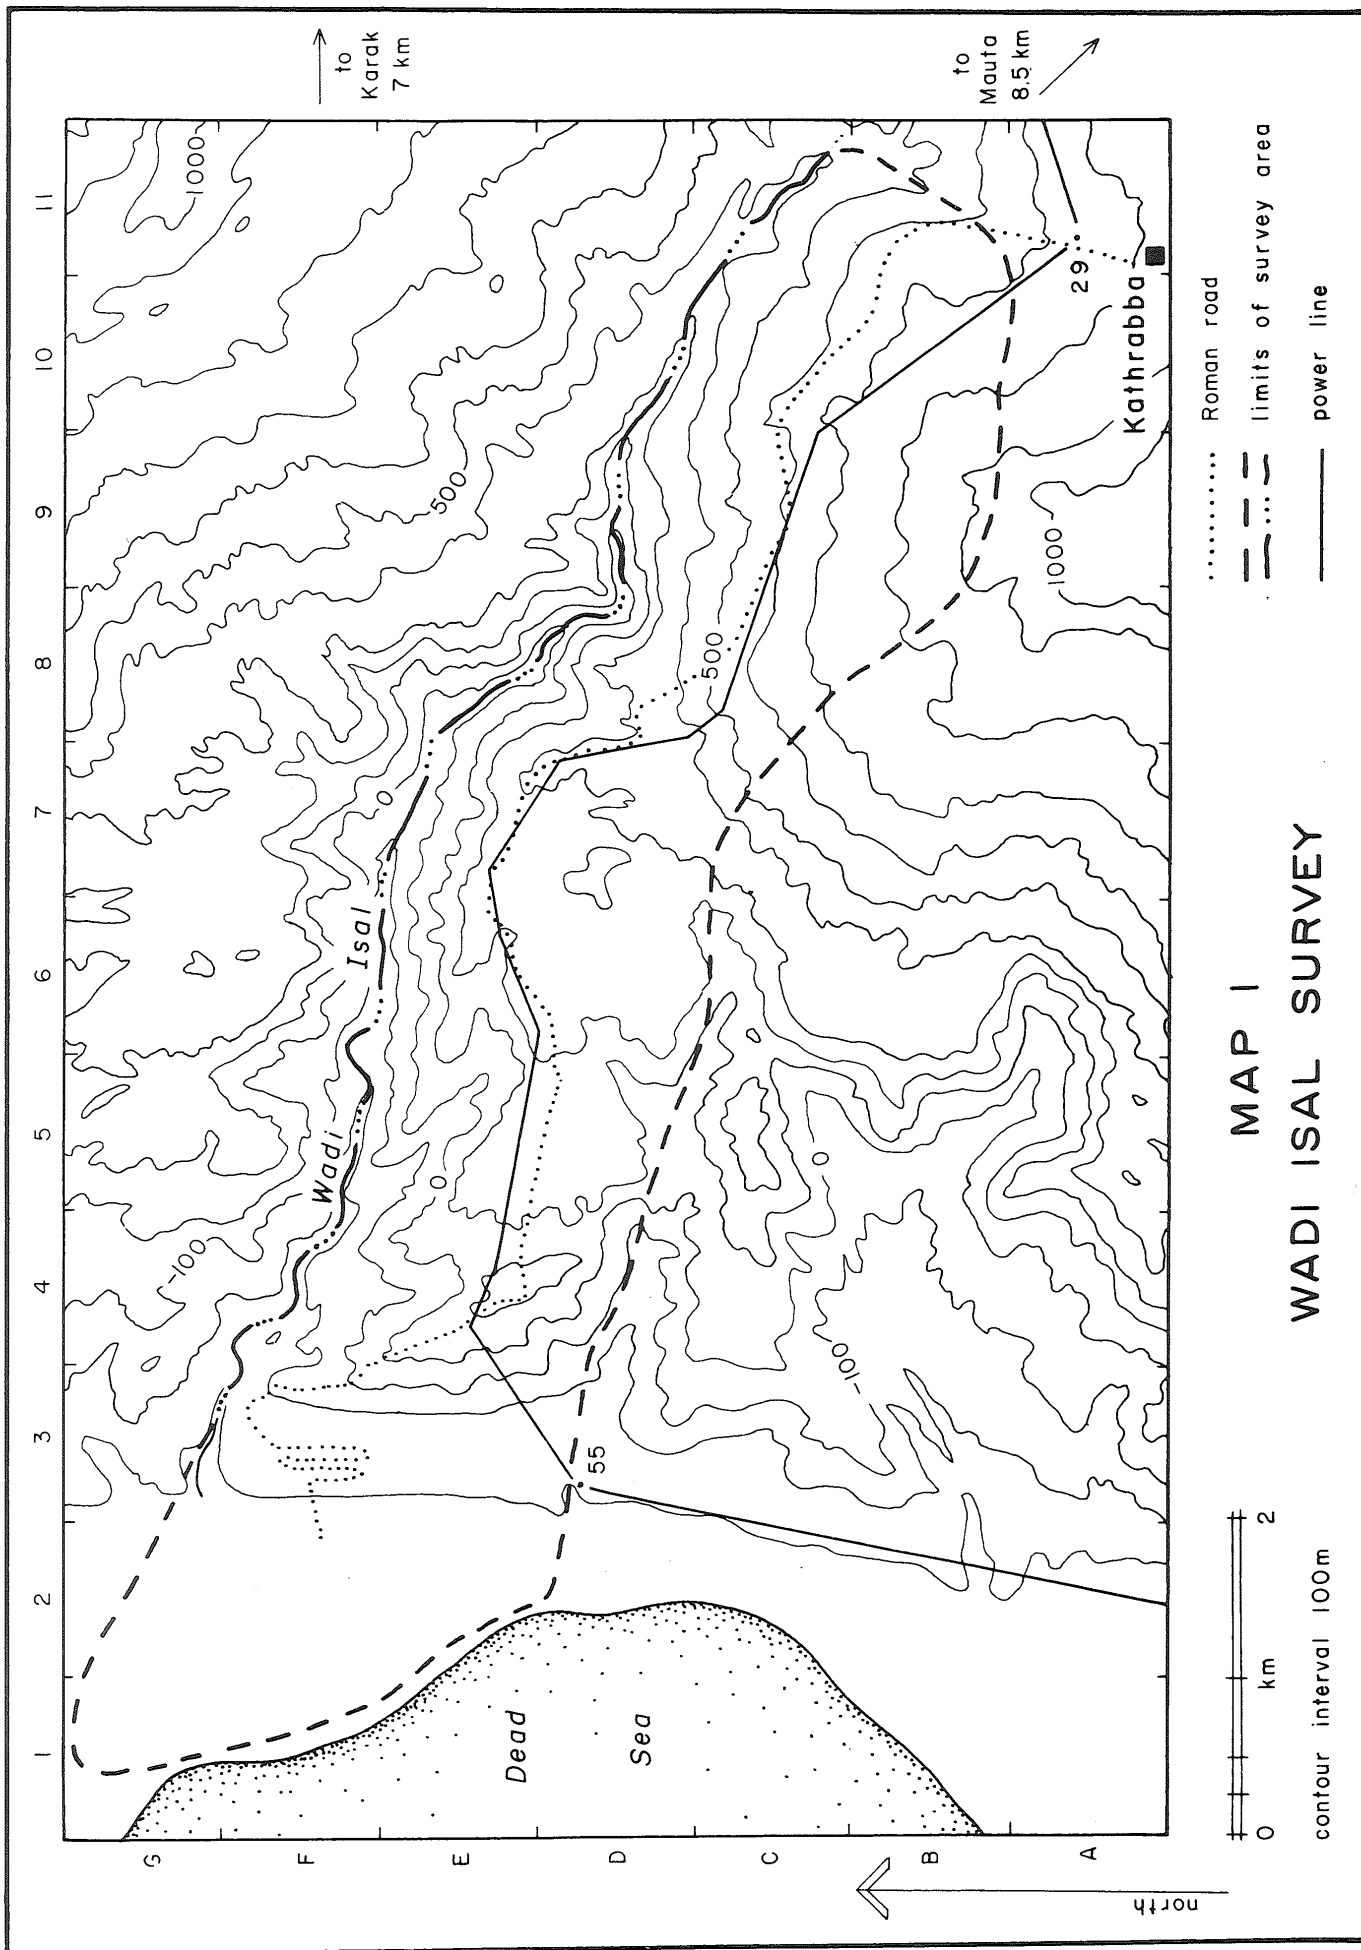 1 2 3 4 5 6 7 8 9 10 11
G
F
E
D
C
B
A
to
Karak
7 km
to
Mauta
8.5 km
1000
500
0
Wadi Isal
-100
0
500
1000
0
-100
55
29
Kathrabba
Dead
Sea
north
Roman road
limits of survey area
power line
0 km 2
contour interval 100m
MAP 1
WADI ISAL SURVEY